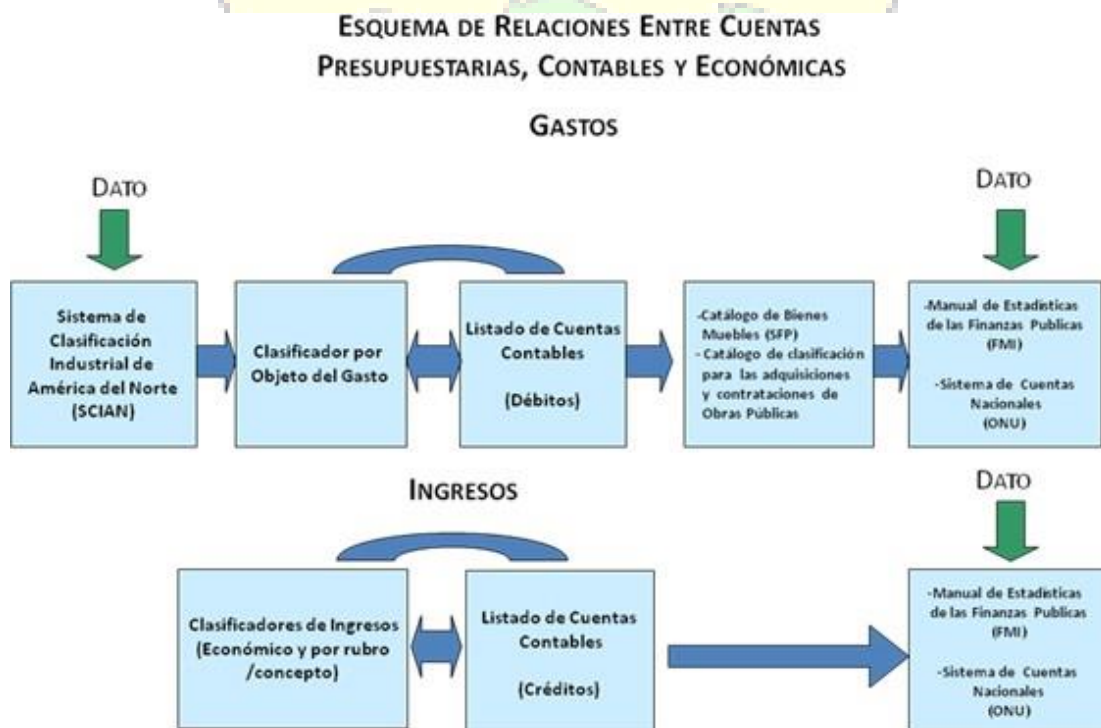 ESQUEMA DE RELACIONES ENTRE CUENTAS
PRESUPUESTARIAS, CONTABLES Y ECONÓMICAS
GASTOS
DATO
DATO
Sistema de
Clasificación
Industrial de
América del Norte
(SCIAN)
Clasificador por
Objeto del Gasto
Listado de Cuentas
Contables
(Débitos)
-Catálogo de Bienes
Muebles (SFP)
- Catálogo de clasificación
para las adquisiciones
y contrataciones de
Obras Públicas
-Manual de Estadísticas
de las Finanzas Publicas
(FMI)
-Sistema de Cuentas
Nacionales
(ONU)
INGRESOS
DATO
Clasificadores de Ingresos
(Económico y por rubro
/concepto)
Listado de Cuentas
Contables
(Créditos)
-Manual de Estadísticas
de las Finanzas Publicas
(FMI)
-Sistema de Cuentas
Nacionales
(ONU)